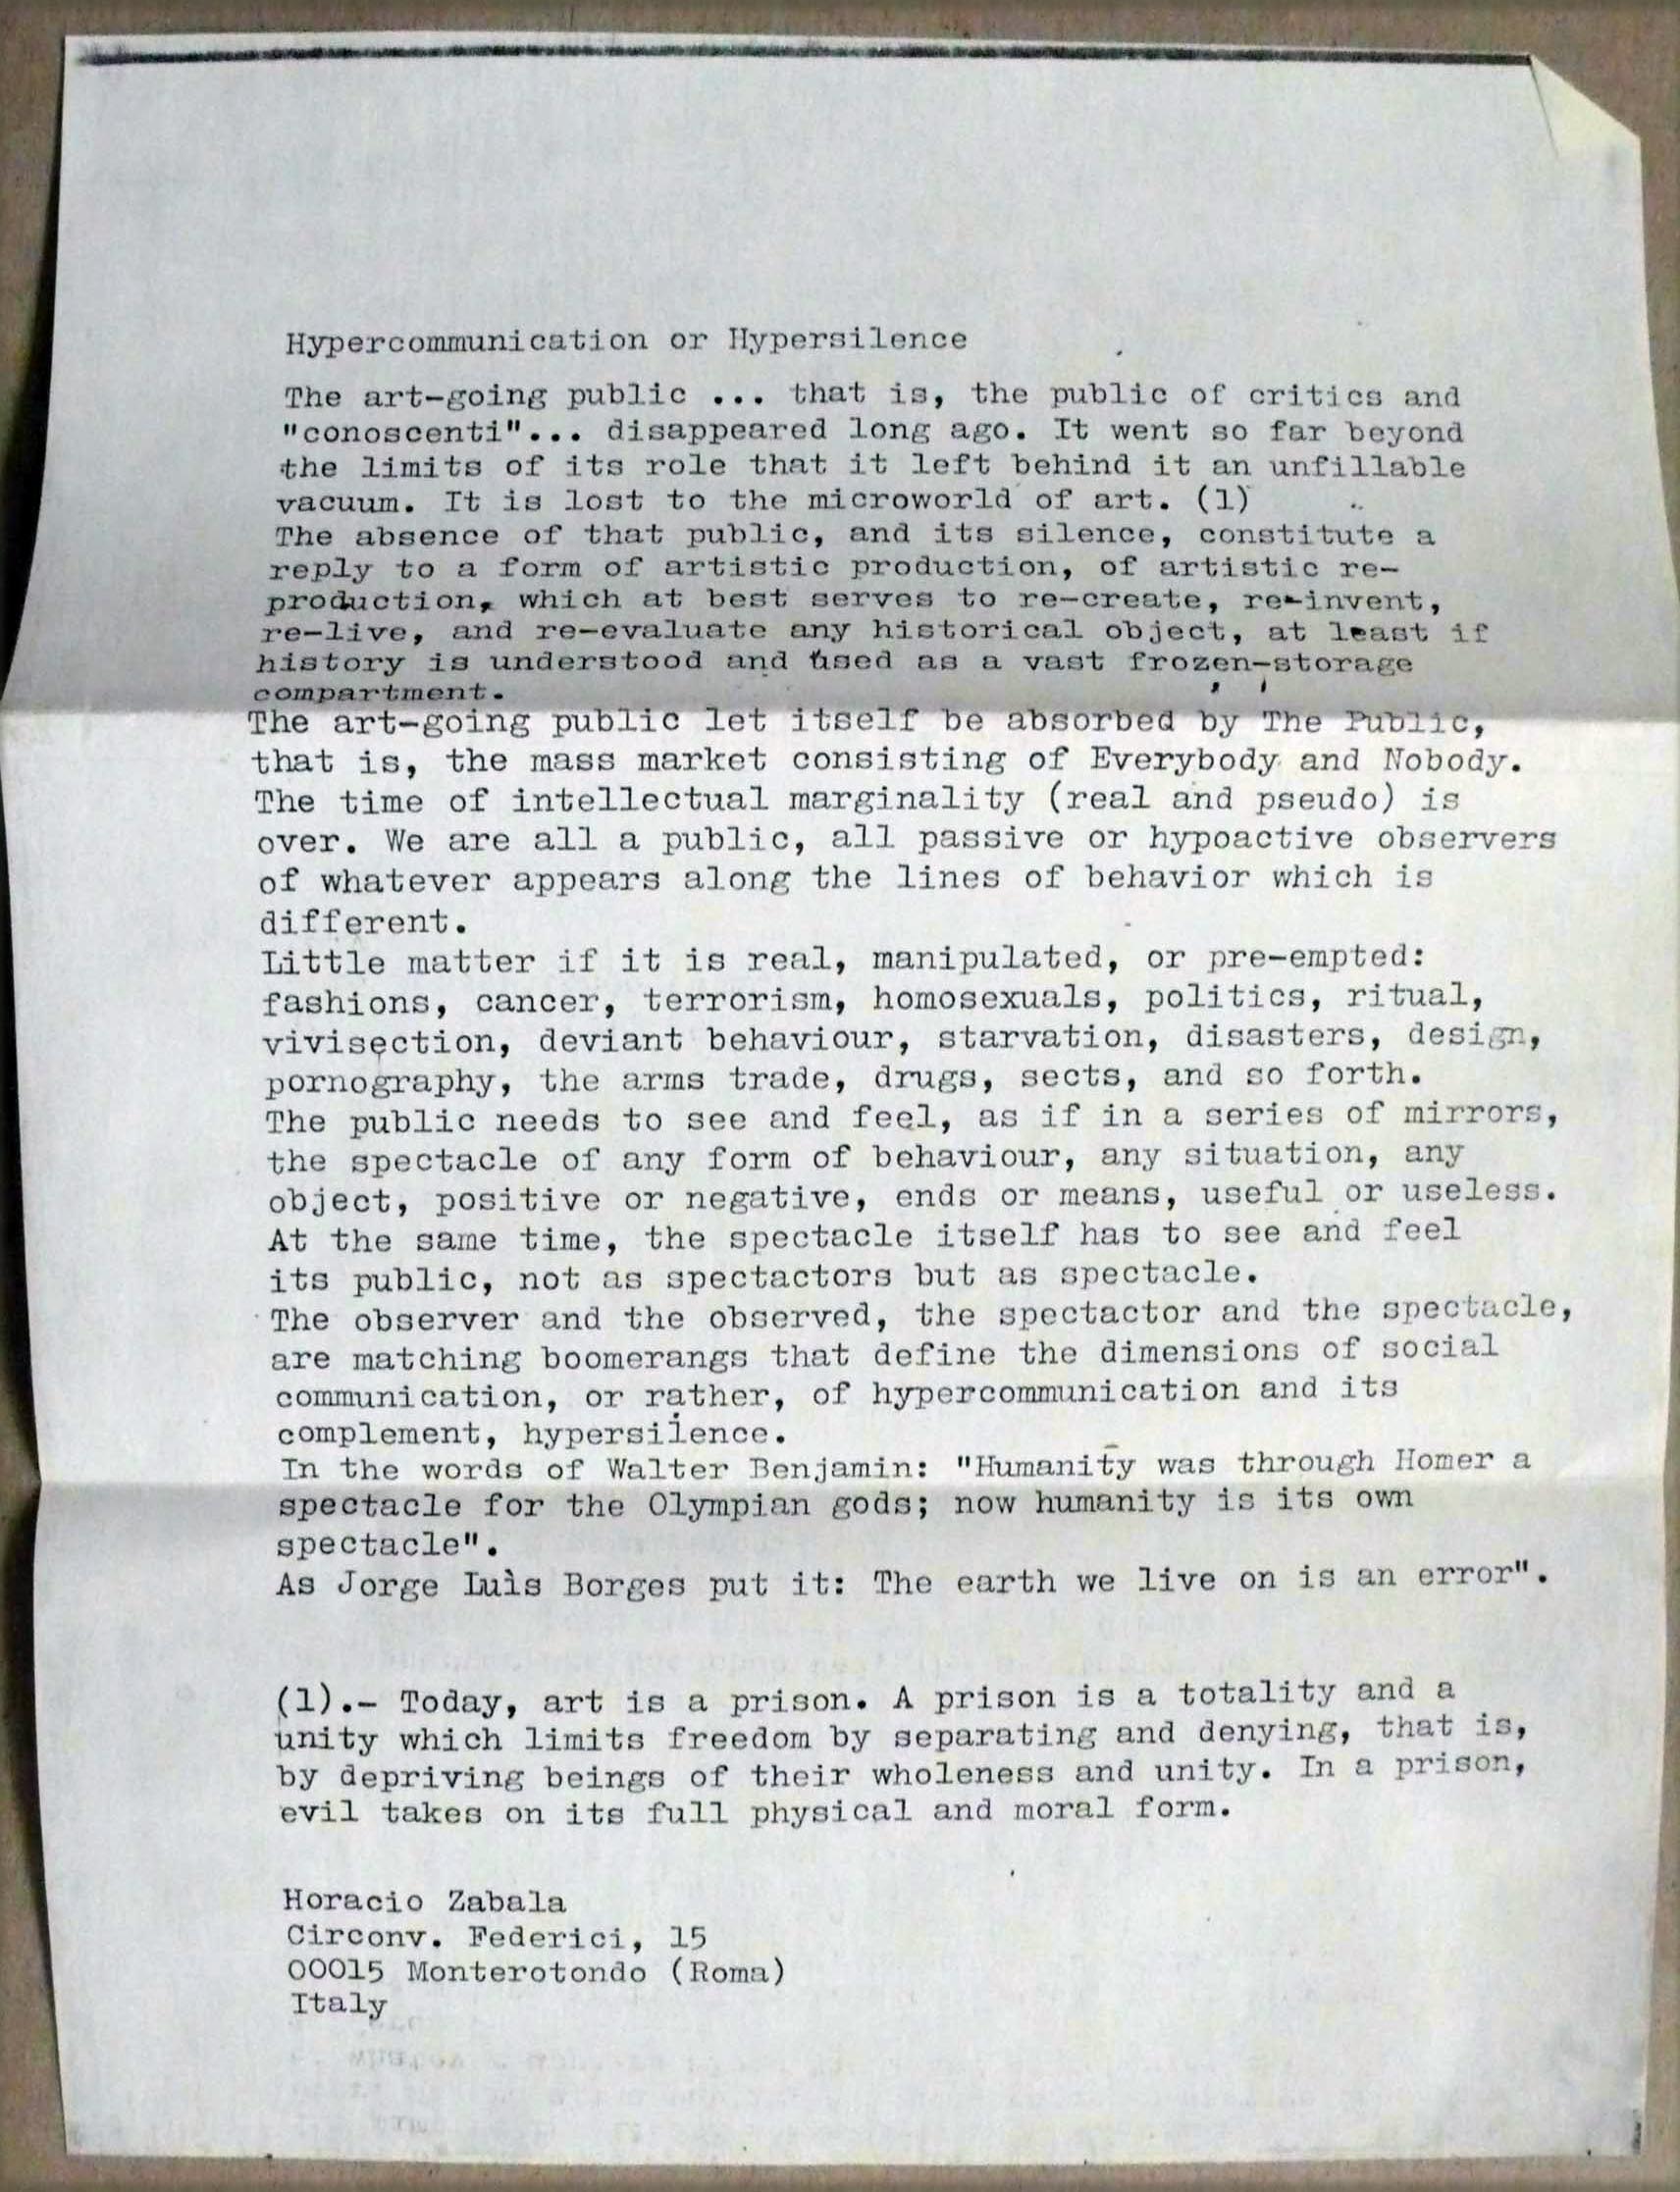 Hypercommunication or Hypersilence
The art-going public ... that is, the public of critics and
"conoscenti"... disappeared long ago. It went so far beyond
the limits of its role that it left behind it an unfillable
vacuum. It is lost to the microworld of art. (1)
The absence of that public, and its silence, constitute a
reply to a form of artistic production, of artistic re-
production, which at best serves to re-create, re-invent,
re-live, and re-evaluate any historical object, at least if
history is understood and used as a vast frozen-storage
compartment.
The art-going public let itself be absorbed by The Public,
that is, the mass market consisting of Everybody and Nobody.
The time of intellectual marginality (real and pseudo) is
over. We are all a public, all passive or hypoactive observers
of whatever appears along the lines of behavior which is
different.
Little matter if it is real, manipulated, or pre-empted:
fashions, cancer, terrorism, homosexuals, politics, ritual,
vivisection, deviant behaviour, starvation, disasters, design,
pornography, the arms trade, drugs, sects, and so forth.
The public needs to see and feel, as if in a series of mirrors,
the spectacle of any form of behaviour, any situation, any
object, positive or negative, ends or means, useful or useless.
At the same time, the spectacle itself has to see and feel
its public, not as spectactors but as spectacle.
The observer and the observed, the spectactor and the spectacle,
are matching boomerangs that define the dimensions of social
communication, or rather, of hypercommunication and its
complement, hypersilence.
In the words of Walter Benjamin: "Humanity was through Homer a
spectacle for the Olympian gods; now humanity is its own
spectacle".
As Jorge Luìs Borges put it: The earth we live on is an error".
(1).- Today, art is a prison. A prison is a totality and a
unity which limits freedom by separating and denying, that is,
by depriving beings of their wholeness and unity. In a prison,
evil takes on its full physical and moral form.
Horacio Zabala
Circonv. Federici, 15
00015 Monterotondo (Roma)
Italy